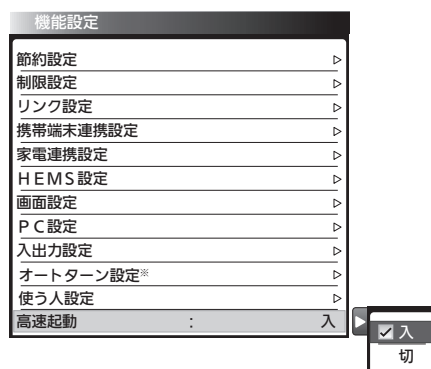 機能設定
節約設定 ▷
制限設定 ▷
リンク設定 ▷
携帯端末連携設定 ▷
家電連携設定 ▷
ＨＥＭＳ設定 ▷
画面設定 ▷
ＰＣ設定 ▷
入出力設定 ▷
オートターン設定※ ▷
使う人設定 ▷
高速起動 : 入
入
切